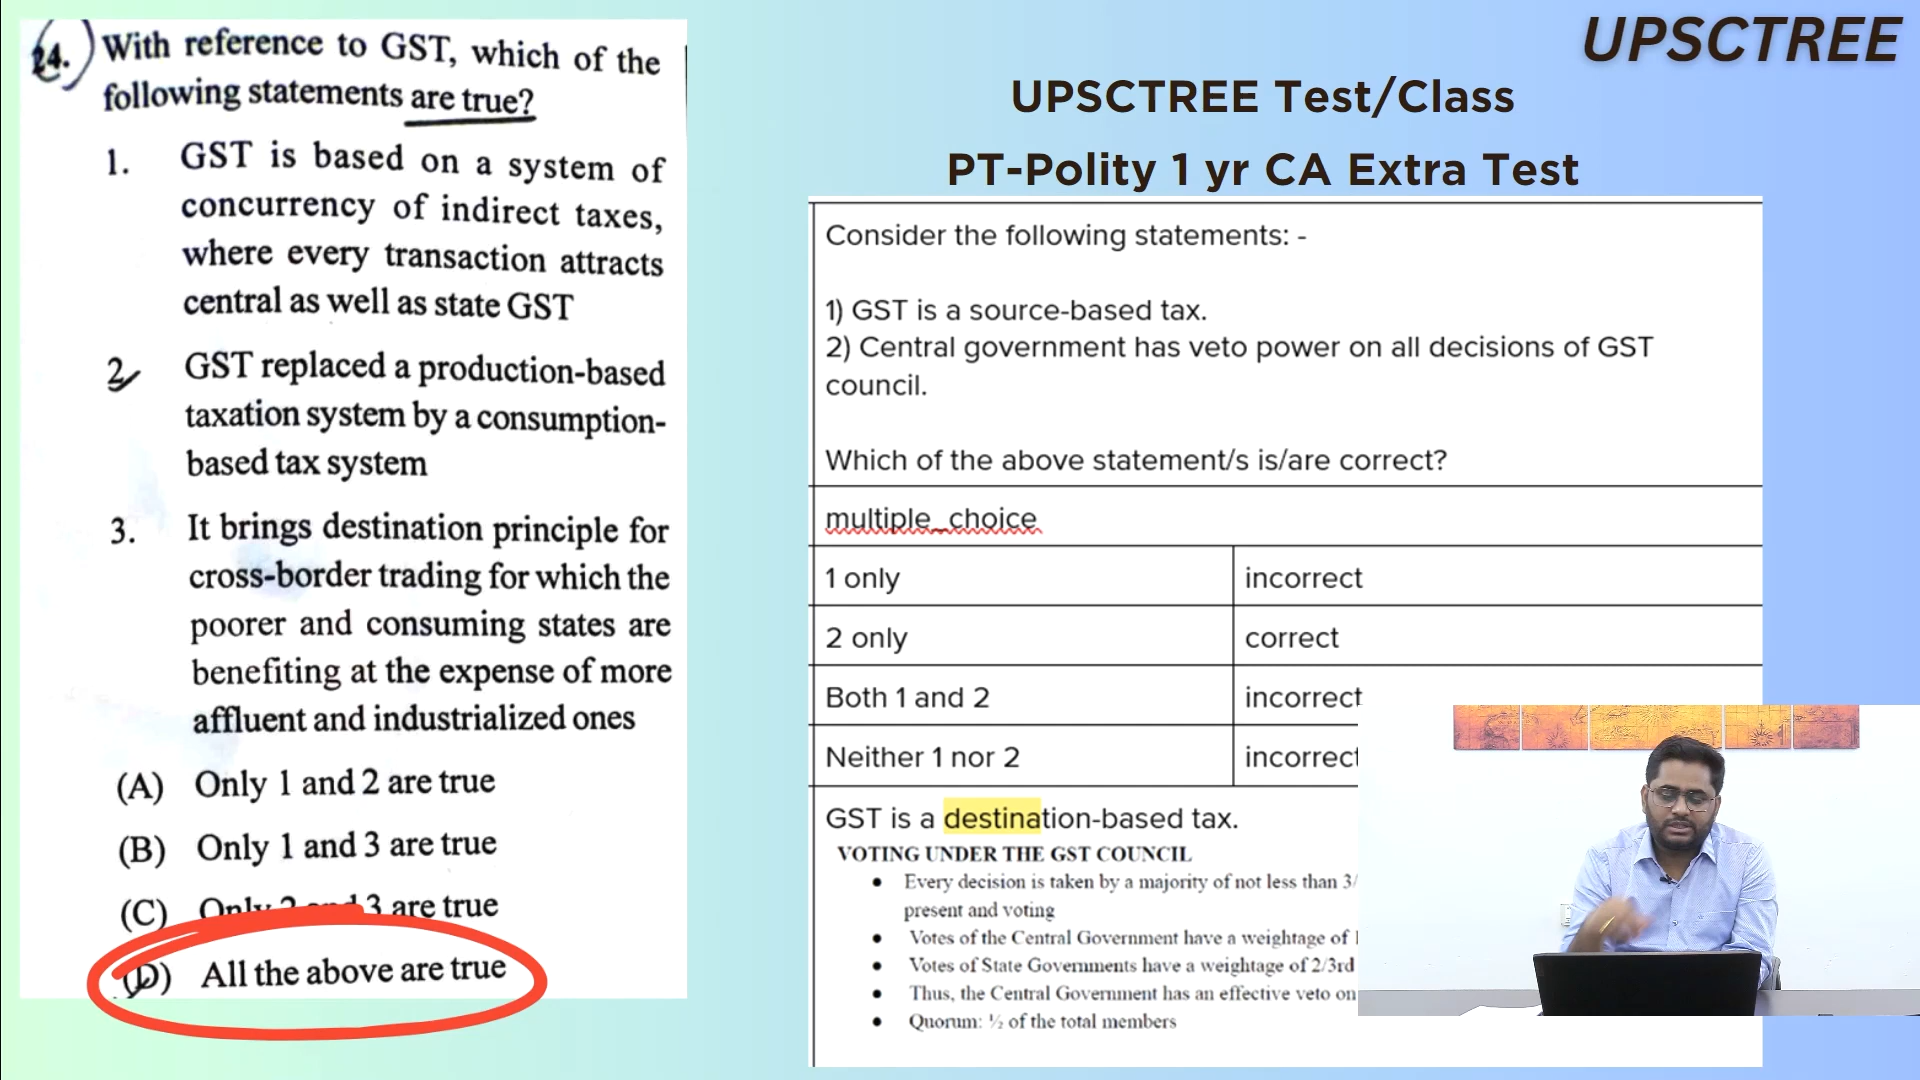 UPSCTREE
24. With reference to GST, which of the
following statements are true?
1. GST is based on a system of
concurrency of indirect taxes,
where every transaction attracts
central as well as state GST
2. GST replaced a production-based
taxation system by a consumption-
based tax system
3. It brings destination principle for
cross-border trading for which the
poorer and consuming states are
benefiting at the expense of more
affluent and industrialized ones
(A) Only 1 and 2 are true
(B) Only 1 and 3 are true
(C) Only 2 and 3 are true
(D) All the above are true
UPSCTREE Test/Class
PT-Polity 1 yr CA Extra Test
Consider the following statements: -
1) GST is a source-based tax.
2) Central government has veto power on all decisions of GST
council.
Which of the above statement/s is/are correct?
multiple_choice
1 only incorrect
2 only correct
Both 1 and 2 incorrect
Neither 1 nor 2 incorrect
GST is a destination-based tax.
VOTING UNDER THE GST COUNCIL
• Every decision is taken by a majority of not less than 3/
present and voting
• Votes of the Central Government have a weightage of
• Votes of State Governments have a weightage of 2/3rd
• Thus, the Central Government has an effective veto on
• Quorum: ½ of the total members